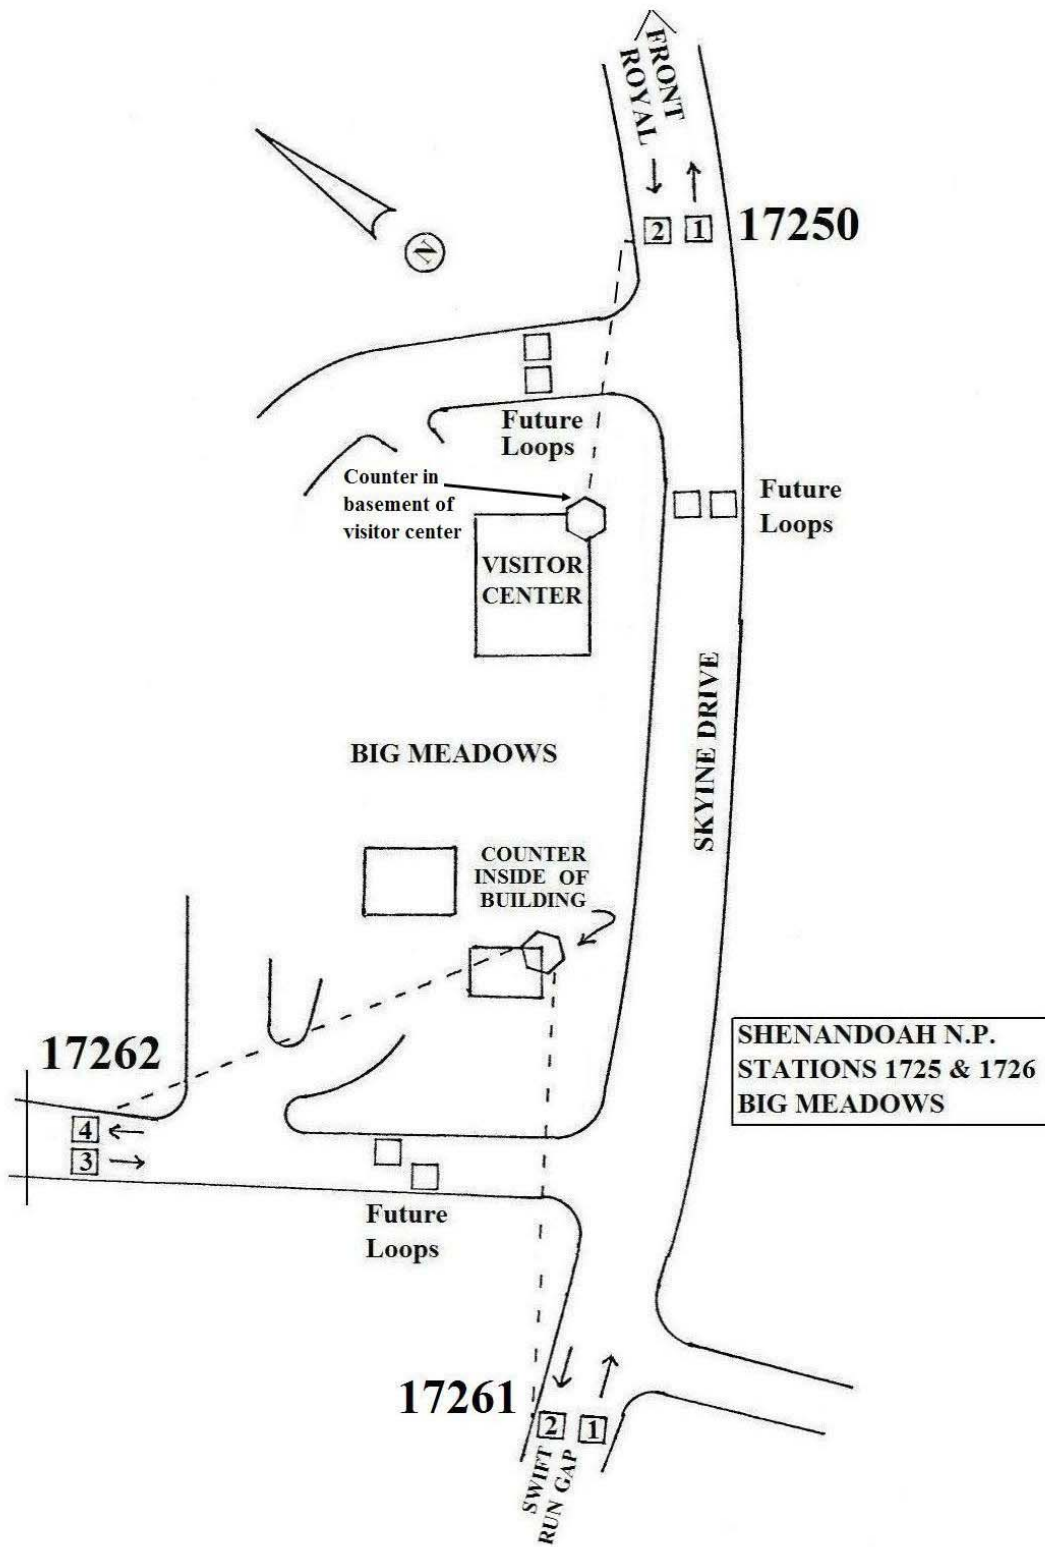 FRONT
ROYAL
2
1
17250
N
Future
Loops
Counter in
basement of
visitor center
Future
Loops
VISITOR
CENTER
SKYINE DRIVE
BIG MEADOWS
COUNTER
INSIDE OF
BUILDING
17262
SHENANDOAH N.P.
STATIONS 1725 & 1726
BIG MEADOWS
4
3
Future
Loops
17261
2
1
SWIFT
RUN GAP